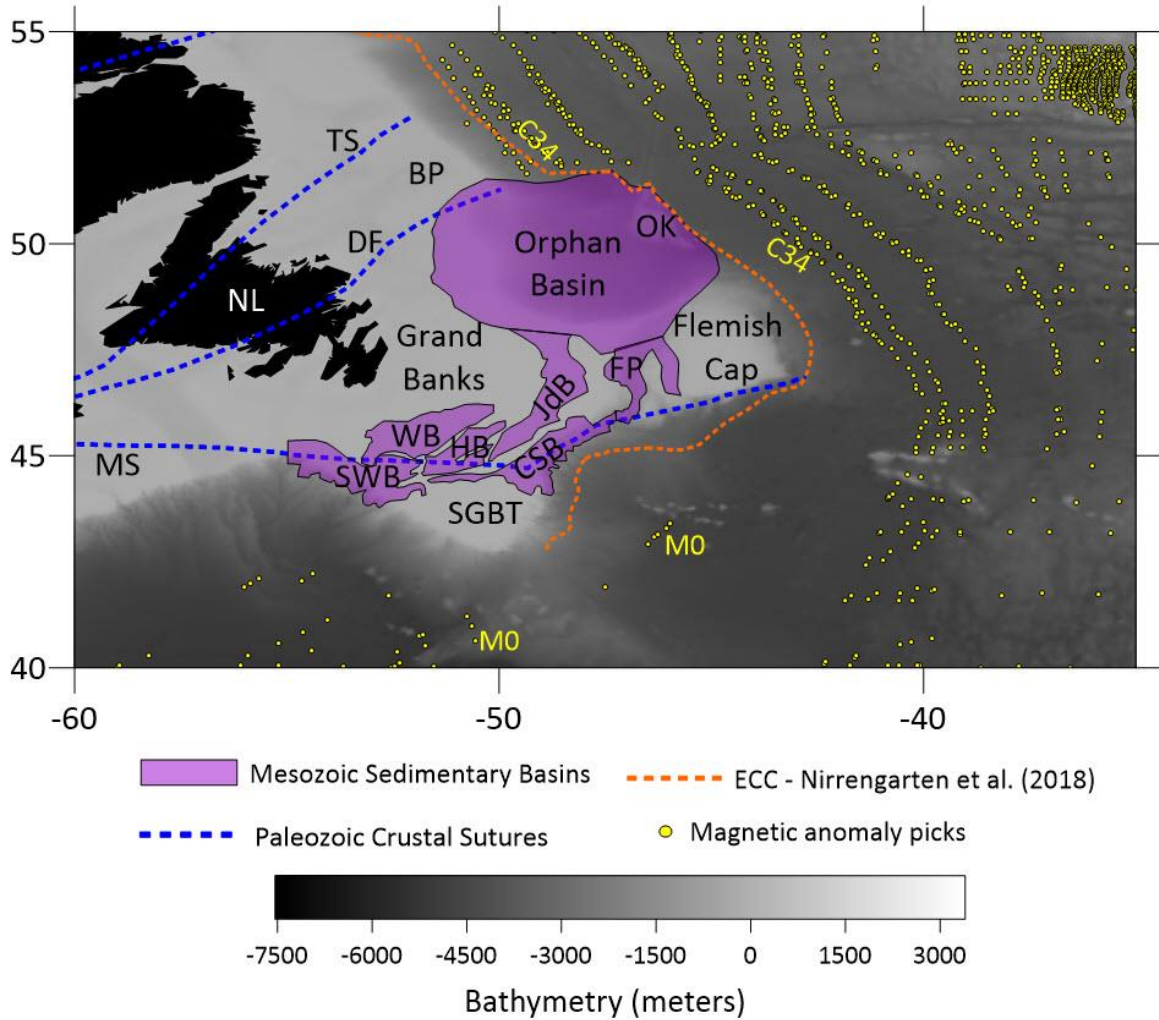 55
50
45
40
-60
-50
-40
TS
BP
C34
DF
Orphan
Basin
OK
C34
NL
Grand
Banks
Flemish
Cap
FP
JdB
WB
HB
CSB
MS
SWB
SGBT
M0
M0
Mesozoic Sedimentary Basins
ECC - Nirrengarten et al. (2018)
Paleozoic Crustal Sutures
Magnetic anomaly picks
-7500 -6000 -4500 -3000 -1500 0 1500 3000
Bathymetry (meters)